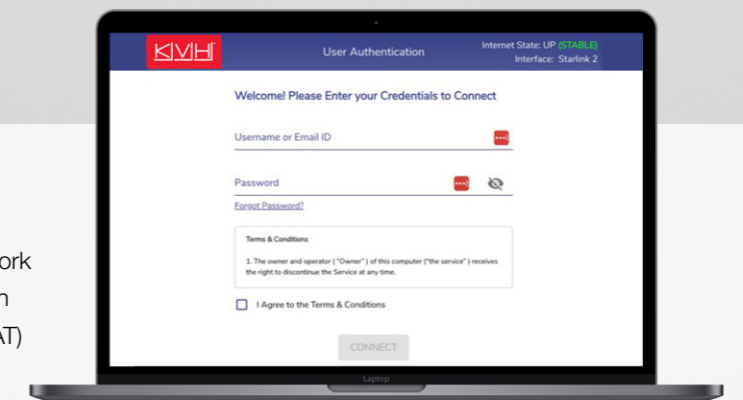 KVH
User Authentication
Internet State: UP (STABLE)
Interface: Starlink 2
Welcome! Please Enter your Credentials to Connect
Username or Email ID
Password
Forgot Password?
Terms & Conditions
1. The owner and operator ( "Owner" ) of this computer ("the service" ) receives
the right to discontinue the Service at any time.
I Agree to the Terms & Conditions
CONNECT
Laptop